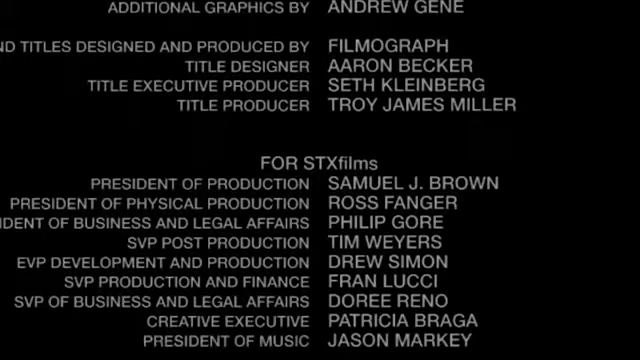 ADDITIONAL GRAPHICS BY ANDREW GENE
TITLES DESIGNED AND PRODUCED BY FILMOGRAPH
TITLE DESIGNER AARON BECKER
TITLE EXECUTIVE PRODUCER SETH KLEINBERG
TITLE PRODUCER TROY JAMES MILLER
FOR STXfilms
PRESIDENT OF PRODUCTION SAMUEL J. BROWN
PRESIDENT OF PHYSICAL PRODUCTION ROSS FANGER
OF BUSINESS AND LEGAL AFFAIRS PHILIP GORE
SVP POST PRODUCTION TIM WEYERS
EVP DEVELOPMENT AND PRODUCTION DREW SIMON
SVP PRODUCTION AND FINANCE FRAN LUCCI
SVP OF BUSINESS AND LEGAL AFFAIRS DOREE RENO
CREATIVE EXECUTIVE PATRICIA BRAGA
PRESIDENT OF MUSIC JASON MARKEY